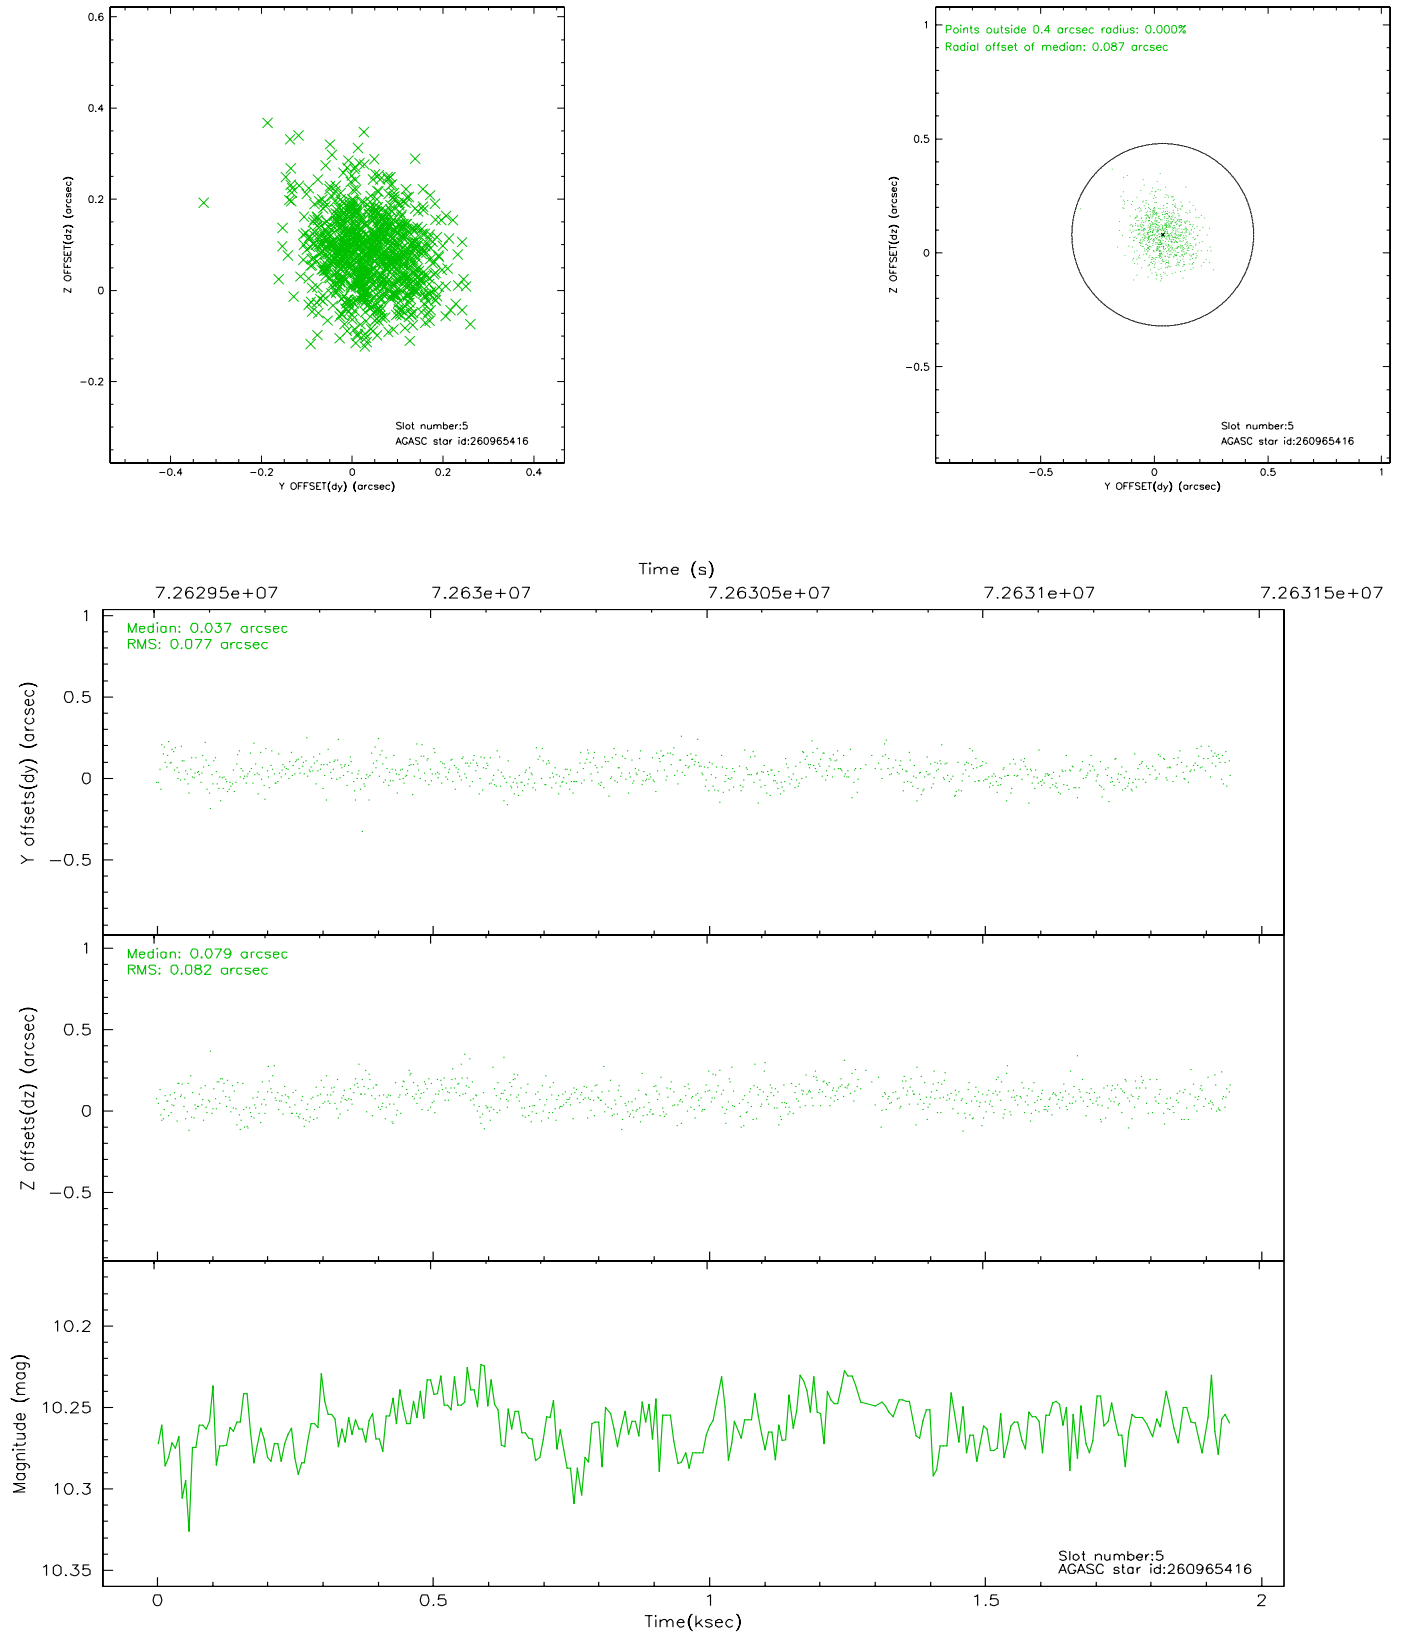 0.6
0.4
0.2
0
-0.2
Z OFFSET(dz) (arcsec)
-0.4
-0.2
0
0.2
0.4
Y OFFSET(dy) (arcsec)
Slot number:5
AGASC star id:260965416
Points outside 0.4 arcsec radius: 0.000%
Radial offset of median: 0.087 arcsec
1
0.5
0
-0.5
Z OFFSET(dz) (arcsec)
-0.5
0
0.5
1
Y OFFSET(dy) (arcsec)
Slot number:5
AGASC star id:260965416
Time (s)
7.26295e+07
7.263e+07
7.26305e+07
7.2631e+07
7.26315e+07
Median: 0.037 arcsec
RMS: 0.077 arcsec
1
0.5
0
-0.5
Y offsets(dy) (arcsec)
Median: 0.079 arcsec
RMS: 0.082 arcsec
1
0.5
0
-0.5
Z offsets(dz) (arcsec)
10.2
10.25
10.3
10.35
Magnitude (mag)
Slot number:5
AGASC star id:260965416
0
0.5
1
1.5
2
Time(ksec)